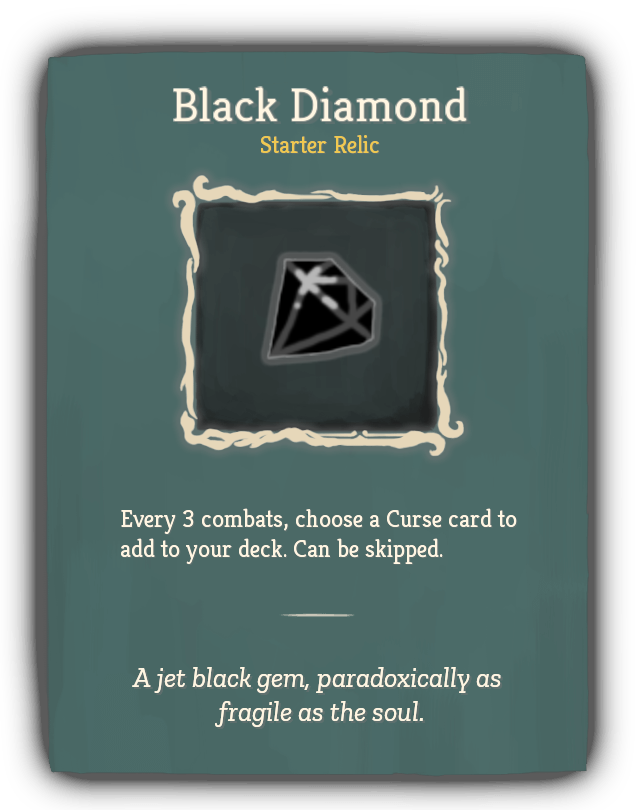 Black Diamond
Starter Relic
Every 3 combats, choose a Curse card to
add to your deck. Can be skipped.
A jet black gem, paradoxically as
fragile as the soul.